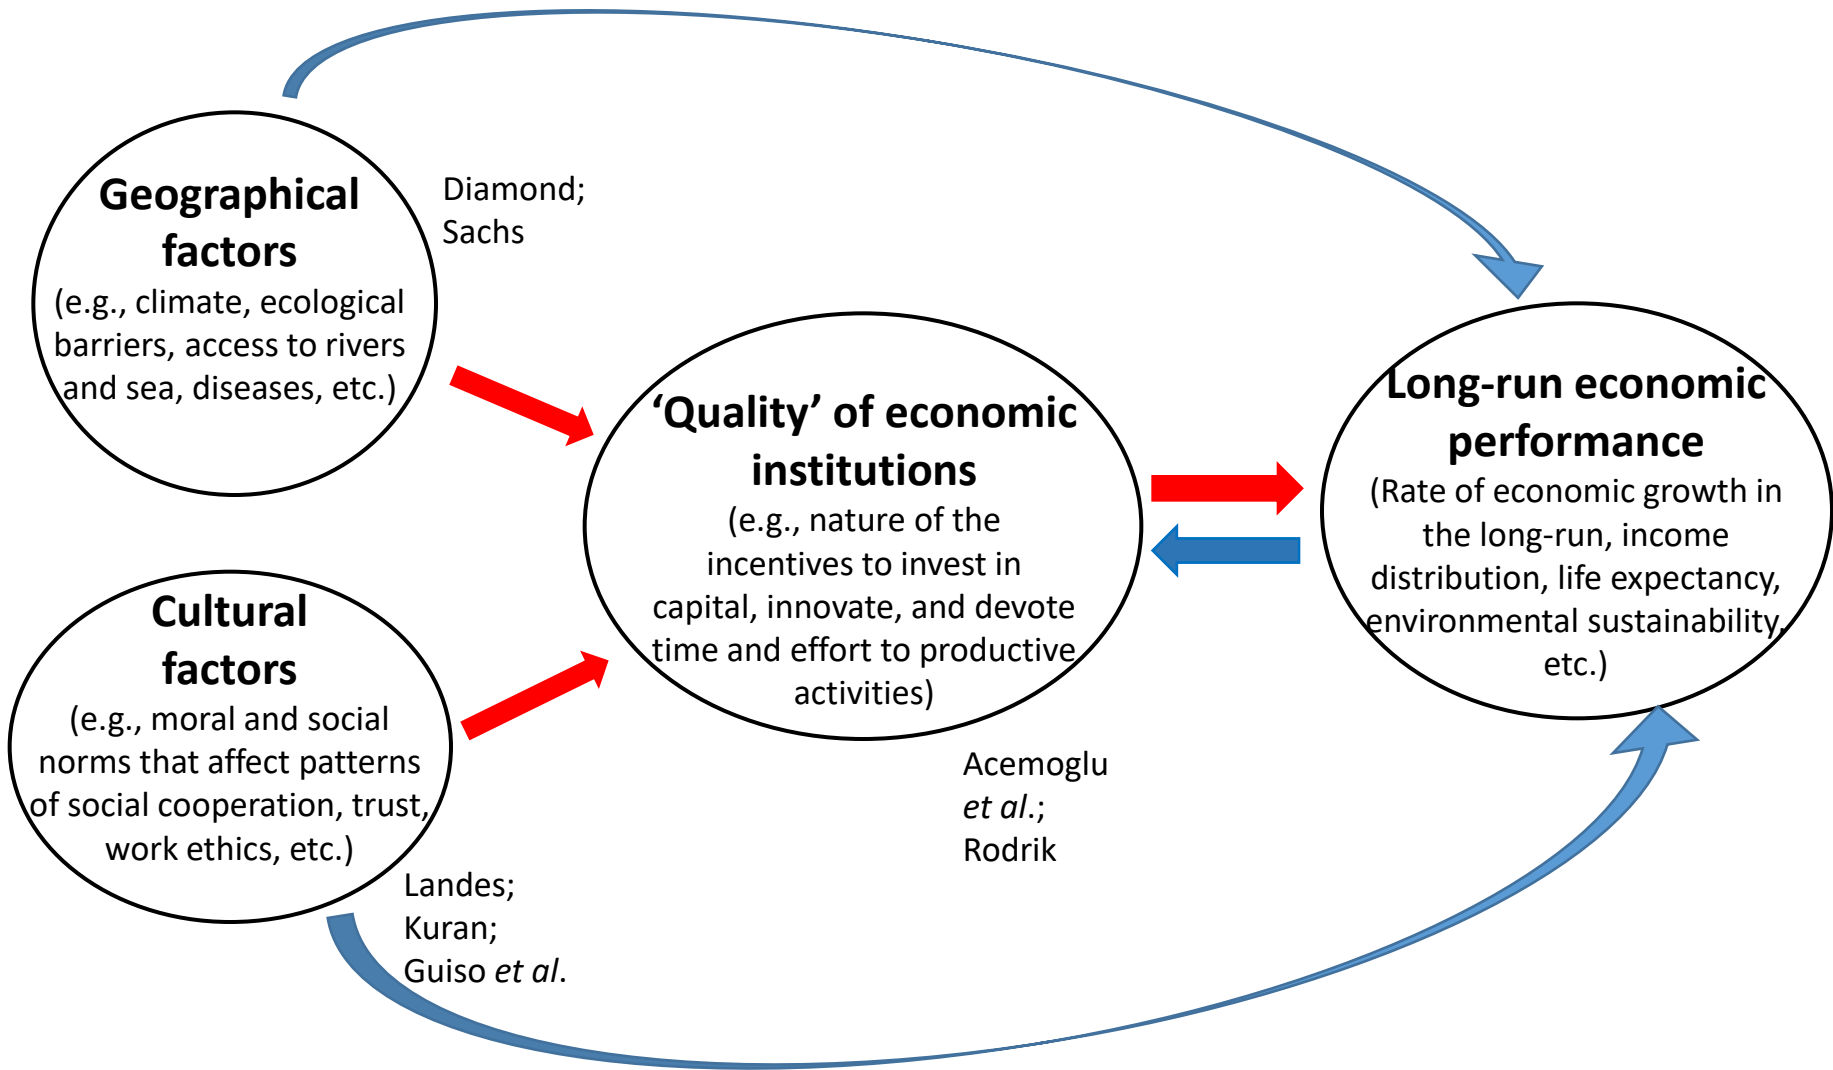 Geographical
factors
(e.g., climate, ecological
barriers, access to rivers
and sea, diseases, etc.)
Diamond;
Sachs
‘Quality’ of economic
institutions
(e.g., nature of the
incentives to invest in
capital, innovate, and devote
time and effort to productive
activities)
Acemoglu
et al.;
Rodrik
Long-run economic
performance
(Rate of economic growth in
the long-run, income
distribution, life expectancy,
environmental sustainability,
etc.)
Cultural
factors
(e.g., moral and social
norms that affect patterns
of social cooperation, trust,
work ethics, etc.)
Landes;
Kuran;
Guiso et al.